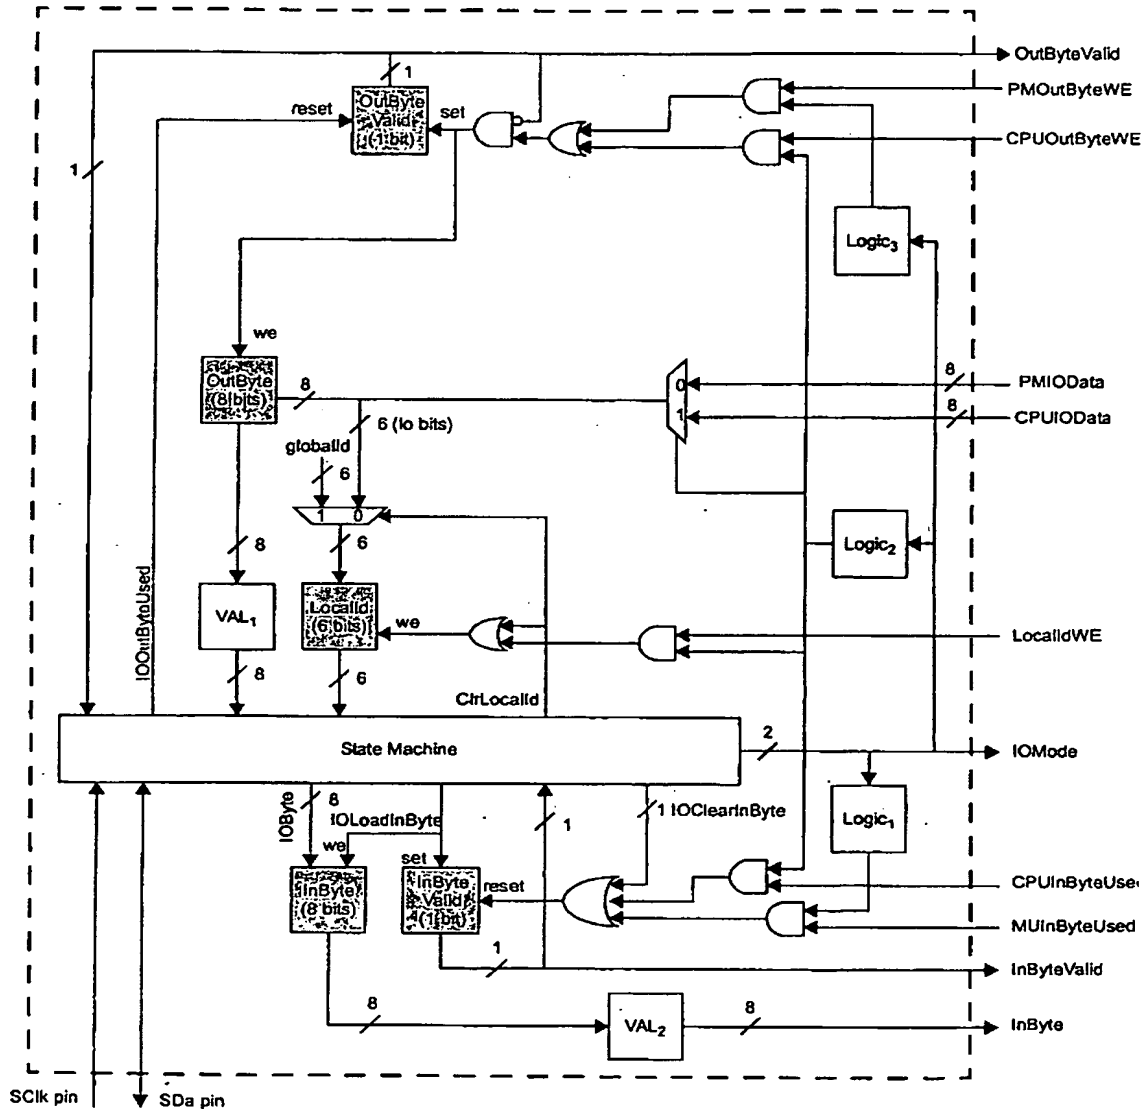 OutByteValid
1
OutByte
Valid
(1 bit)
reset
set
PMOutByteWE
CPUOutByteWE
1
Logic3
we
OutByte
(8 bits)
8
0
1
8
PMIOData
8
CPUIOData
6 (lo bits)
globalId
6
1 0
8
6
Logic2
IOOutByteUsed
VAL1
LocalId
(6 bits)
we
LocalIdWE
8
6
ClrLocalId
State Machine
2
IOMode
IOByte
8
IOLoadInByte
1
1 IOClearInByte
Logic1
we
set
InByte
(8 bits)
InByte
Valid
(1 bit)
reset
CPUInByteUse
MUInByteUsed
1
InByteValid
8
VAL2
8
InByte
SClk pin
SDa pin